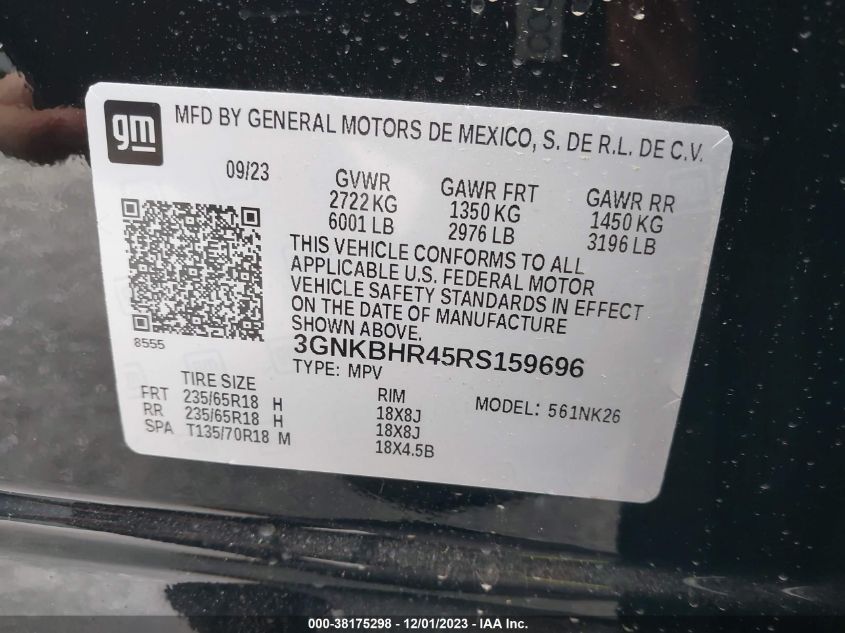 gm MFD BY GENERAL MOTORS DE MEXICO, S. DE R.L. DE C.V.
09/23 GVWR GAWR FRT GAWR RR
2722 KG 1350 KG 1450 KG
6001 LB 2976 LB 3196 LB
THIS VEHICLE CONFORMS TO ALL
APPLICABLE U.S. FEDERAL MOTOR
VEHICLE SAFETY STANDARDS IN EFFECT
ON THE DATE OF MANUFACTURE
SHOWN ABOVE.
8555
3GNKBHR45RS159696
TYPE: MPV
TIRE SIZE RIM MODEL: 561NK26
FRT 235/65R18 H 18X8J
RR 235/65R18 H 18X8J
SPA T135/70R18 M 18X4.5B
000-38175298 - 12/01/2023 - IAA Inc.